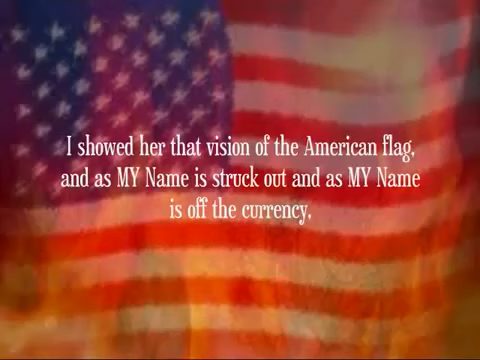 I showed her that vision of the American flag,
and as MY Name is struck out and as MY Name
is off the currency,